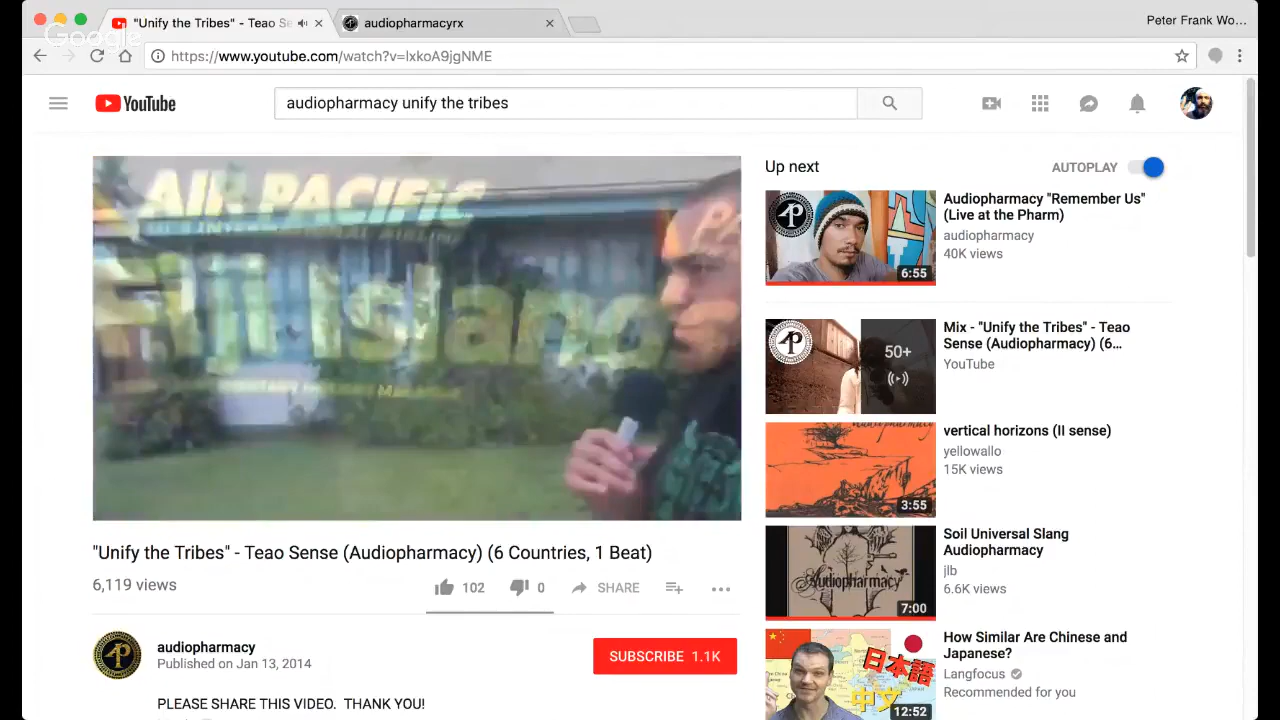 "Unify the Tribes" - Teao Se
audiopharmacyrx
Peter Frank Wo...
Google
https://www.youtube.com/watch?v=lxkoA9jgNME
YouTube
audiopharmacy unify the tribes
AIR PACIFIC
Fiji Islands
Up next
AUTOPLAY
Audiopharmacy "Remember Us"
(Live at the Pharm)
audiopharmacy
40K views
6:55
Mix - "Unify the Tribes" - Teao
Sense (Audiopharmacy) (6...
YouTube
50+
vertical horizons (II sense)
yellowallo
15K views
3:55
Soil Universal Slang
Audiopharmacy
jlb
6.6K views
Audiopharmacy
7:00
How Similar Are Chinese and
Japanese?
Langfocus
Recommended for you
日本語
中文
12:52
"Unify the Tribes" - Teao Sense (Audiopharmacy) (6 Countries, 1 Beat)
6,119 views
102
0
SHARE
audiopharmacy
Published on Jan 13, 2014
SUBSCRIBE 1.1K
PLEASE SHARE THIS VIDEO. THANK YOU!